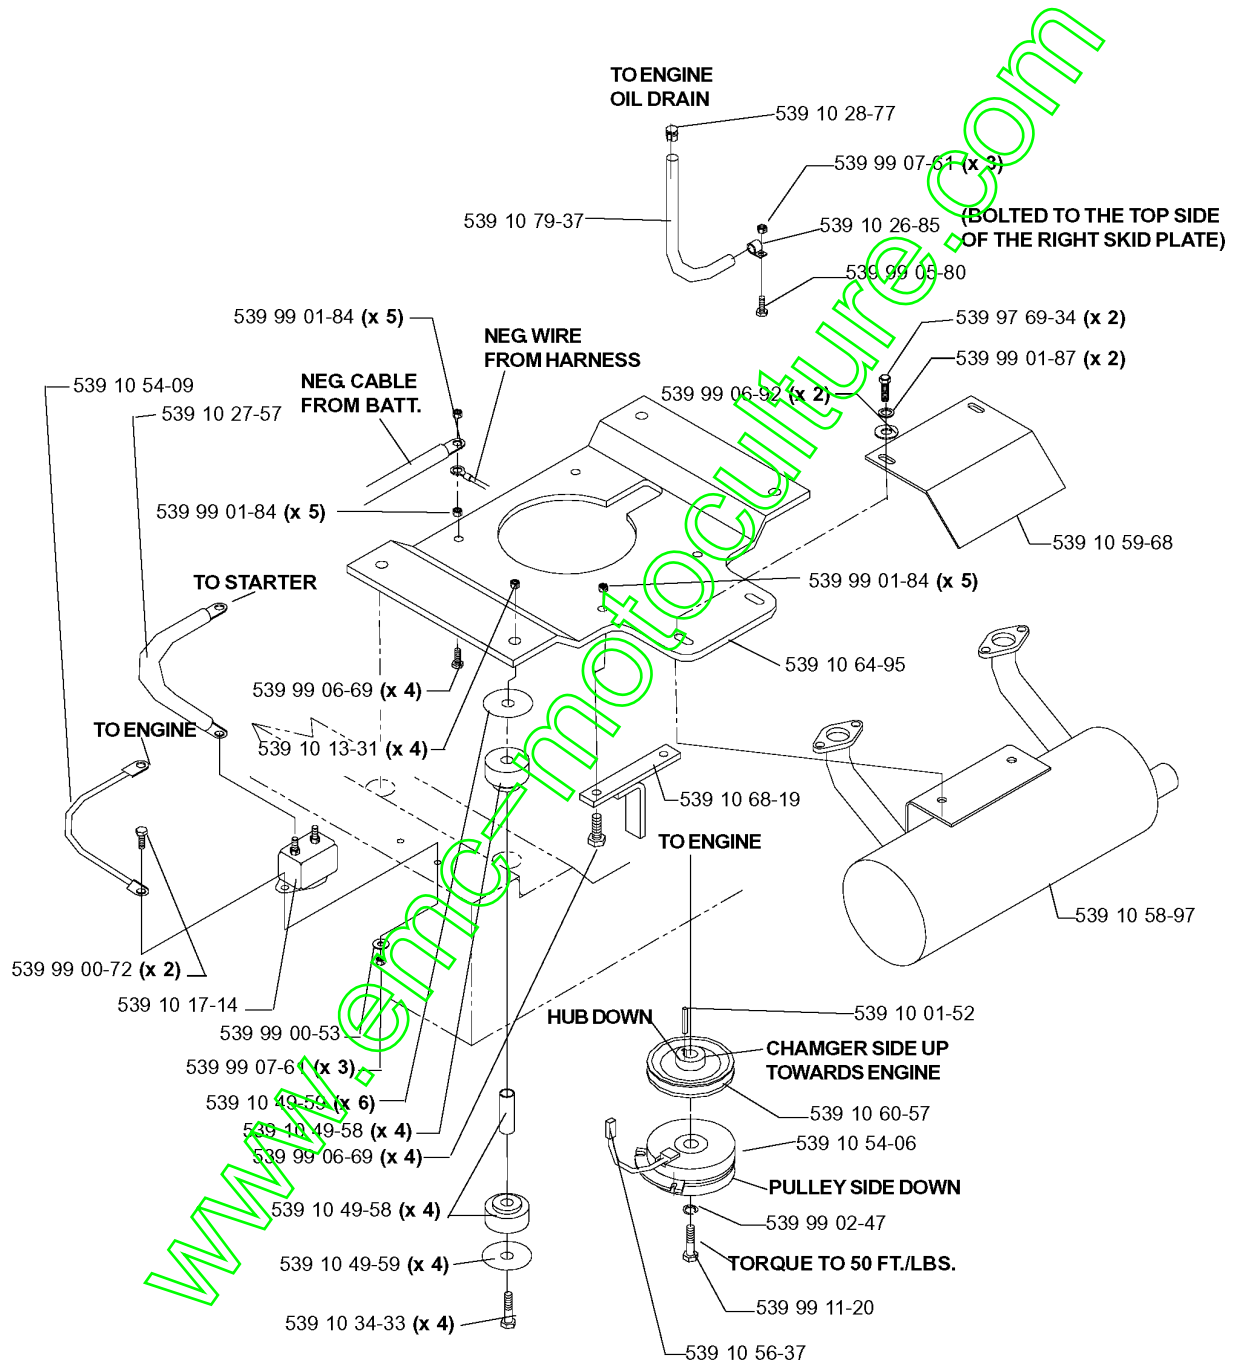 TO ENGINE
OIL DRAIN
539 10 28-77
539 99 07-61 (x 3)
539 10 79-37
539 10 26-85
(BOLTED TO THE TOP SIDE
OF THE RIGHT SKID PLATE)
539 99 05-80
539 99 01-84 (x 5)
NEG. WIRE
FROM HARNESS
539 97 69-34 (x 2)
539 99 01-87 (x 2)
539 10 54-09
NEG. CABLE
FROM BATT.
539 99 06-92 (x 2)
539 10 27-57
539 99 01-84 (x 5)
539 10 59-68
TO STARTER
539 99 01-84 (x 5)
539 10 64-95
539 99 06-69 (x 4)
TO ENGINE
539 10 13-31 (x 4)
539 10 68-19
TO ENGINE
539 10 58-97
539 99 00-72 (x 2)
539 10 17-14
539 99 00-53
HUB DOWN
539 10 01-52
CHAMGER SIDE UP
TOWARDS ENGINE
539 99 07-61 (x 3)
539 10 49-59 (x 6)
539 10 60-57
539 10 49-58 (x 4)
539 10 54-06
539 99 06-69 (x 4)
PULLEY SIDE DOWN
539 10 49-58 (x 4)
539 99 02-47
539 10 49-59 (x 4)
TORQUE TO 50 FT./LBS.
539 99 11-20
539 10 34-33 (x 4)
539 10 56-37
www.emc-motoculture.com